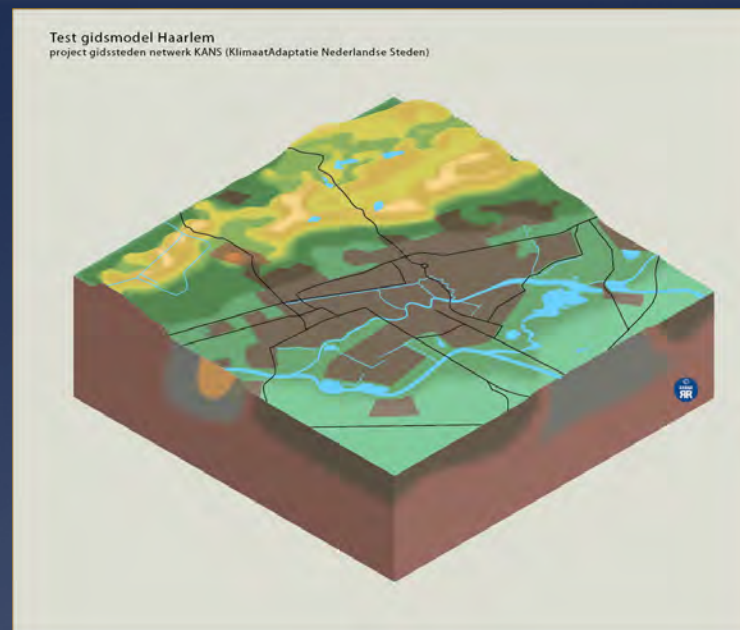 Test gidsmodel Haarlem
project gidssteden netwerk KANS (KlimaatAdaptatie Nederlandse Steden)